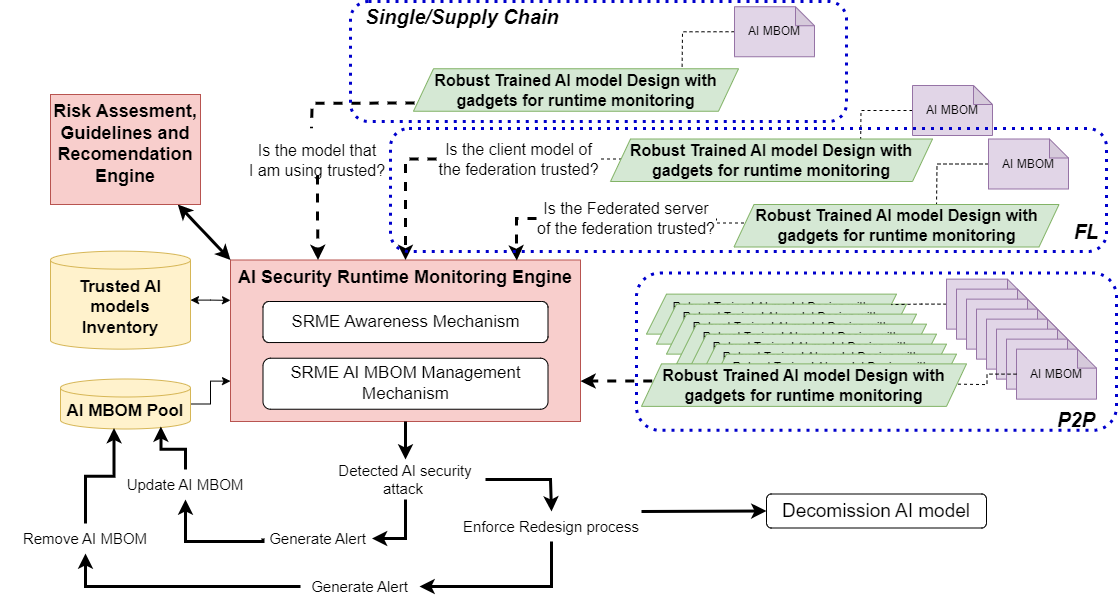 Single/Supply Chain
AI MBOM
Robust Trained AI model Design with
gadgets for runtime monitoring
Risk Assesment,
Guidelines and
Recomendation
Engine
Is the model that
I am using trusted?
AI MBOM
Is the client model of
the federation trusted?
Robust Trained AI model Design with
gadgets for runtime monitoring
AI MBOM
Is the Federated server
of the federation trusted?
Robust Trained AI model Design with
gadgets for runtime monitoring
FL
AI Security Runtime Monitoring Engine
SRME Awareness Mechanism
SRME AI MBOM Management
Mechanism
Trusted AI
models
Inventory
AI MBOM Pool
Robust Trained AI model Design with
gadgets for runtime monitoring
AI MBOM
P2P
Detected AI security
attack
Update AI MBOM
Generate Alert
Enforce Redesign process
Decomission AI model
Remove AI MBOM
Generate Alert